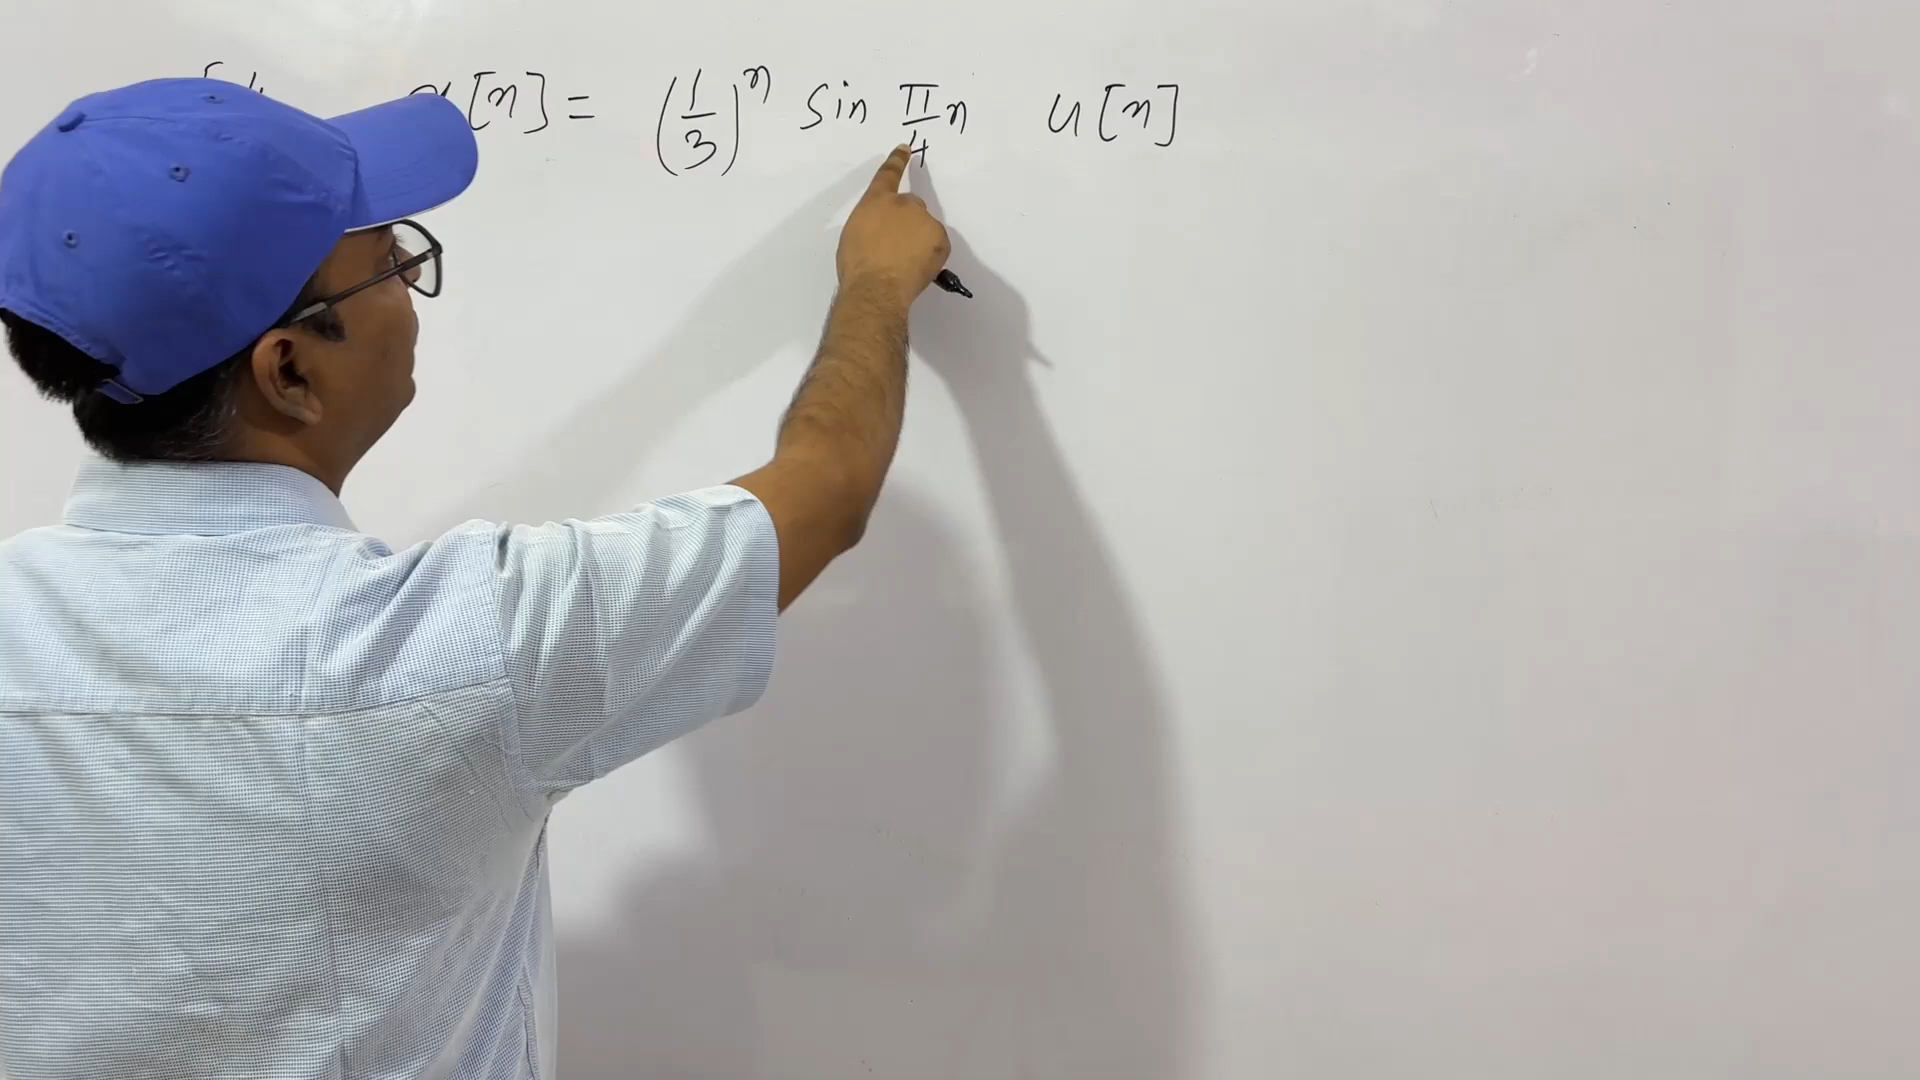 x[n] = (1/3)^n sin π/4 n u[n]